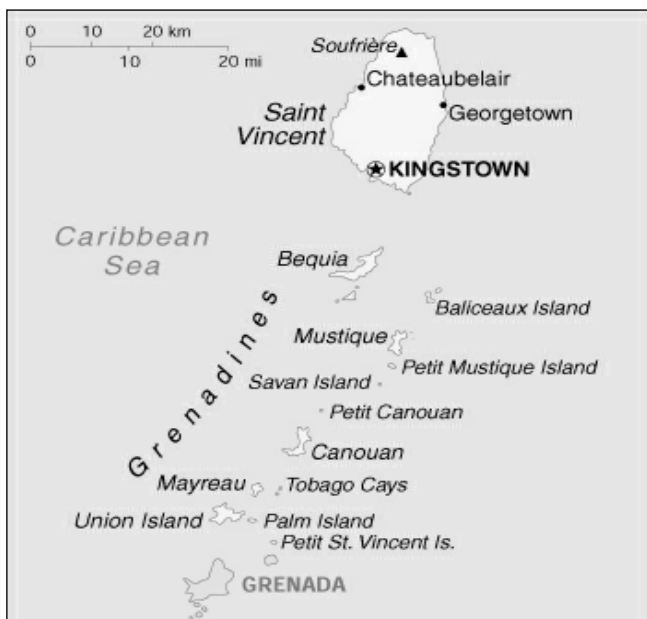 0 10 20 km
0 10 20 mi
Soufrière
Chateaubelair
Saint
Vincent
Georgetown
KINGSTOWN
Caribbean
Sea
Bequia
Baliceaux Island
Grenadines
Mustique
Petit Mustique Island
Savan Island
Petit Canouan
Canouan
Mayreau
Tobago Cays
Union Island
Palm Island
Petit St. Vincent Is.
GRENADA